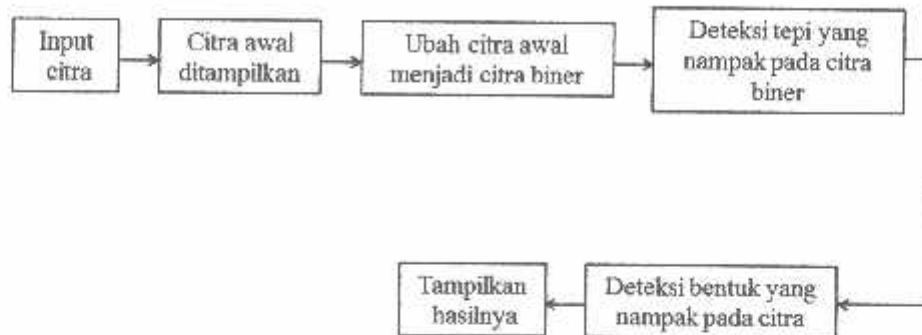 Input
citra
Citra awal
ditampilkan
Ubah citra awal
menjadi citra biner
Deteksi tepi yang
nampak pada citra
biner
Deteksi bentuk yang
nampak pada citra
Tampilkan
hasilnya